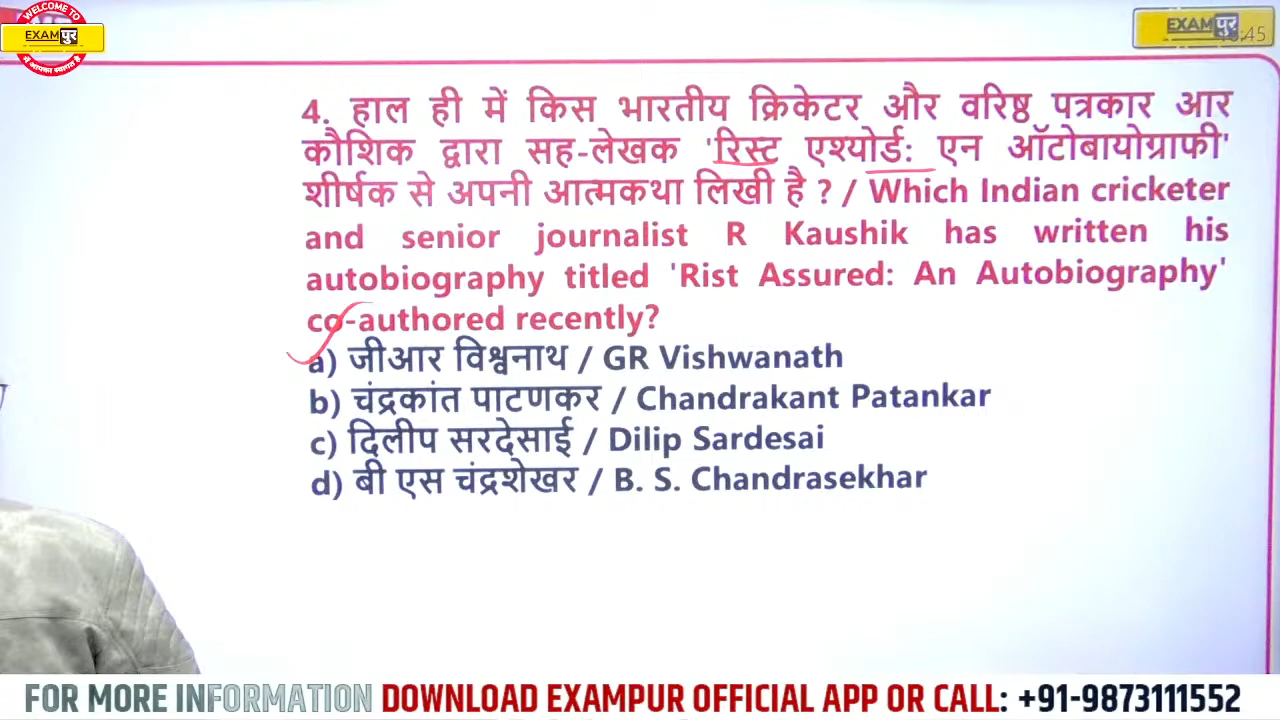 WELCOME TO
EXAMपुर
में आपका स्वागत है
EXAMपुर
:45
4. हाल ही में किस भारतीय क्रिकेटर और वरिष्ठ पत्रकार आर
कौशिक द्वारा सह-लेखक 'रिस्ट एश्योर्ड: एन ऑटोबायोग्राफी'
शीर्षक से अपनी आत्मकथा लिखी है ? / Which Indian cricketer
and senior journalist R Kaushik has written his
autobiography titled 'Rist Assured: An Autobiography'
co-authored recently?
a) जीआर विश्वनाथ / GR Vishwanath
b) चंद्रकांत पाटणकर / Chandrakant Patankar
c) दिलीप सरदेसाई / Dilip Sardesai
d) बी एस चंद्रशेखर / B. S. Chandrasekhar
FOR MORE INFORMATION DOWNLOAD EXAMPUR OFFICIAL APP OR CALL: +91-9873111552